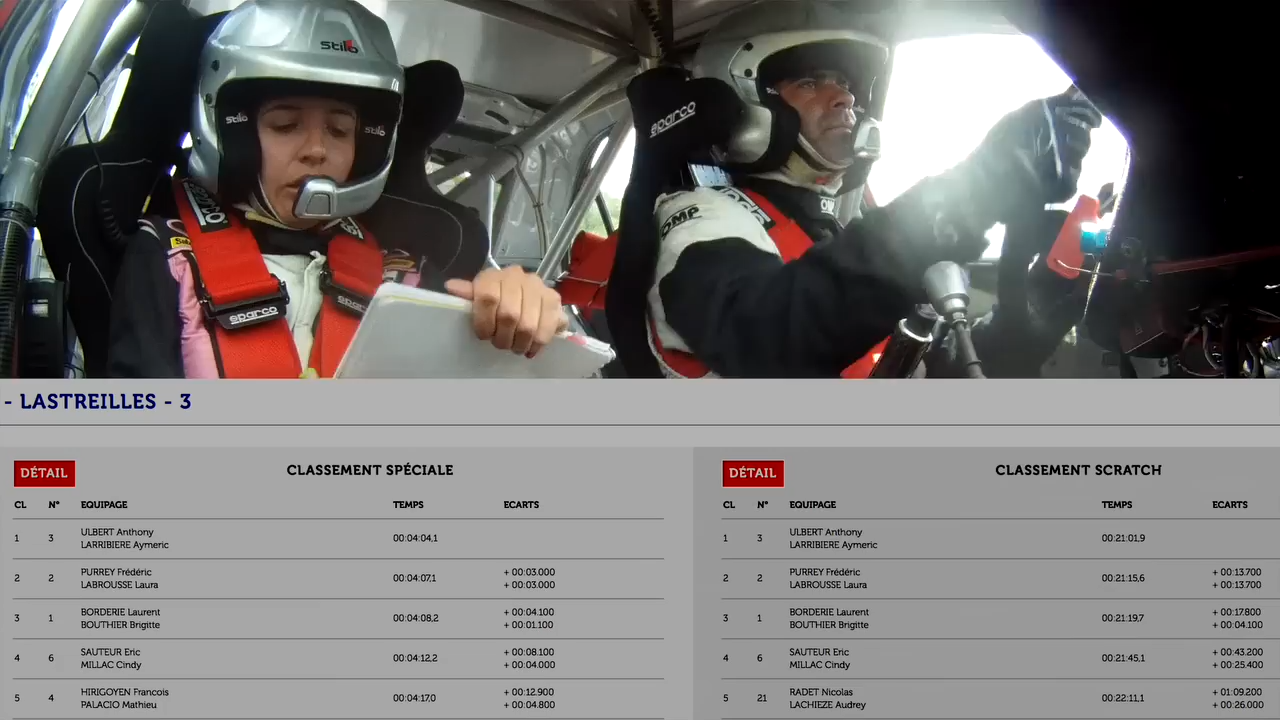 Stilo
Stilo
Stilo
sparco
OMP
OM
sparco
sparco
sparco
- LASTREILLES - 3
DÉTAIL
CLASSEMENT SPÉCIALE
CL N° EQUIPAGE TEMPS ECARTS
1 3 ULBERT Anthony 00:04:04,1
LARRIBIERE Aymeric
2 2 PURREY Frédéric 00:04:07,1 + 00:03.000
LABROUSSE Laura + 00:03.000
3 1 BORDERIE Laurent 00:04:08,2 + 00:04.100
BOUTHIER Brigitte + 00:01.100
4 6 SAUTEUR Eric 00:04:12,2 + 00:08.100
MILLAC Cindy + 00:04.000
5 4 HIRIGOYEN Francois 00:04:17,0 + 00:12.900
PALACIO Mathieu + 00:04.800
DÉTAIL
CLASSEMENT SCRATCH
CL N° EQUIPAGE TEMPS ECARTS
1 3 ULBERT Anthony 00:21:01,9
LARRIBIERE Aymeric
2 2 PURREY Frédéric 00:21:15,6 + 00:13.700
LABROUSSE Laura + 00:13.700
3 1 BORDERIE Laurent 00:21:19,7 + 00:17.800
BOUTHIER Brigitte + 00:04.100
4 6 SAUTEUR Eric 00:21:45,1 + 00:43.200
MILLAC Cindy + 00:25.400
5 21 RADET Nicolas 00:22:11,1 + 01:09.200
LACHIEZE Audrey + 00:26.000